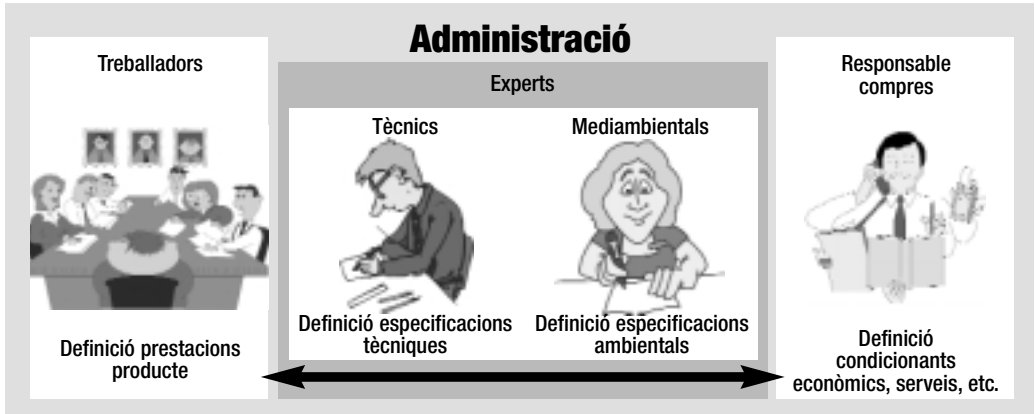 Administració
Treballadors
Definició prestacions
producte
Experts
Tècnics
Definició especificacions
tècniques
Mediambientals
Definició especificacions
ambientals
Responsable
compres
Definició
condicionants
econòmics, serveis, etc.